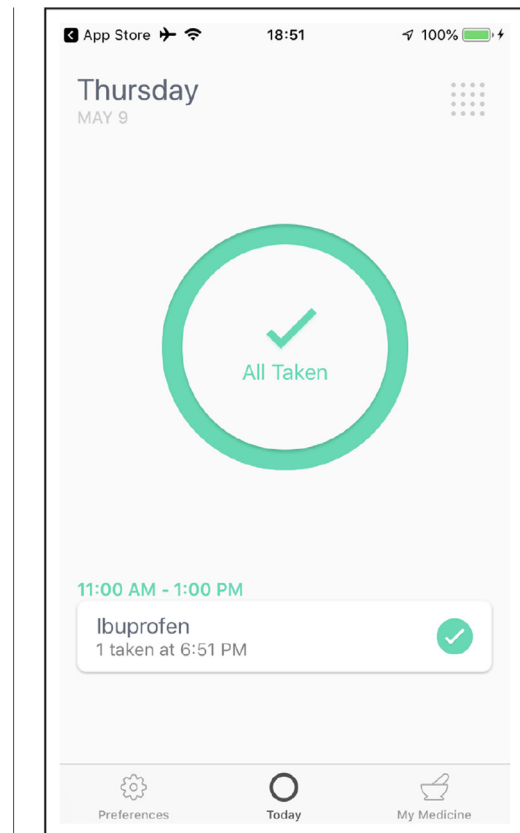 App Store
18:51
100%
Thursday
MAY 9
All Taken
11:00 AM - 1:00 PM
Ibuprofen
1 taken at 6:51 PM
Preferences
Today
My Medicine